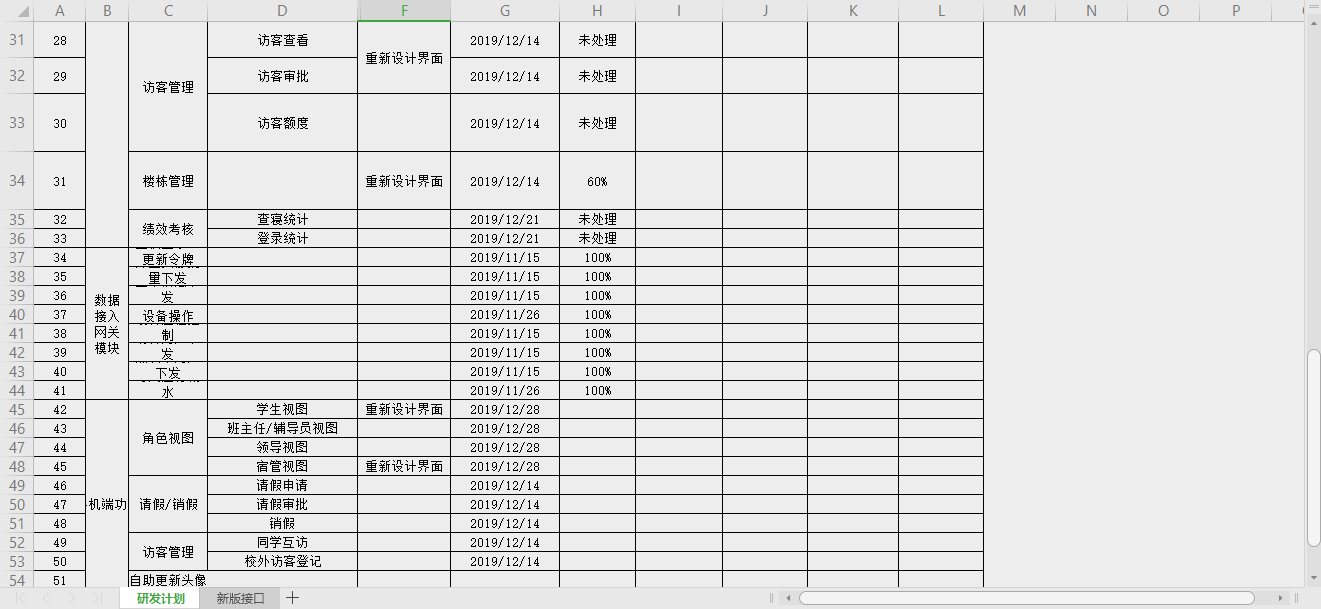 A B C D F G H I J K L M N O P
31 28 访客查看 2019/12/14 未处理
重新设计界面
32 29 访客审批 2019/12/14 未处理
访客管理
33 30 访客额度 2019/12/14 未处理
34 31 楼栋管理 重新设计界面 2019/12/14 60%
35 32 查寝统计 2019/12/21 未处理
绩效考核
36 33 登录统计 2019/12/21 未处理
37 34 更新令牌 2019/11/15 100%
38 35 量下发 2019/11/15 100%
39 36 发 2019/11/15 100%
数据
接入
网关
模块
40 37 设备操作 2019/11/26 100%
41 38 制 2019/11/15 100%
42 39 发 2019/11/15 100%
43 40 下发 2019/11/15 100%
44 41 水 2019/11/26 100%
45 42 学生视图 重新设计界面 2019/12/28
46 43 班主任/辅导员视图 2019/12/28
角色视图
47 44 领导视图 2019/12/28
48 45 宿管视图 重新设计界面 2019/12/28
49 46 请假申请 2019/12/14
50 47 机端功 请假/销假 请假审批 2019/12/14
51 48 销假 2019/12/14
52 49 同学互访 2019/12/14
访客管理
53 50 校外访客登记 2019/12/14
54 51 自助更新头像
研发计划 新版接口